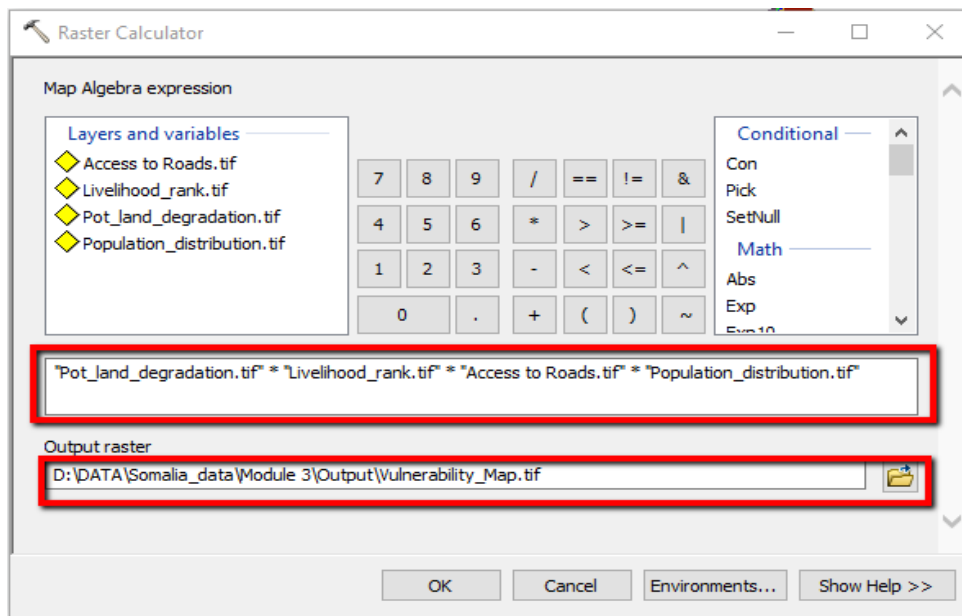 Raster Calculator
Map Algebra expression
Layers and variables
Access to Roads.tif
Livelihood_rank.tif
Pot_land_degradation.tif
Population_distribution.tif
7 8 9 / == != &
4 5 6 * > >= |
1 2 3 - < <= ^
0 . + ( ) ~
Conditional
Con
Pick
SetNull
Math
Abs
Exp
Exp10
"Pot_land_degradation.tif" * "Livelihood_rank.tif" * "Access to Roads.tif" * "Population_distribution.tif"
Output raster
D:\DATA\Somalia_data\Module 3\Output\Vulnerability_Map.tif
OK Cancel Environments... Show Help >>